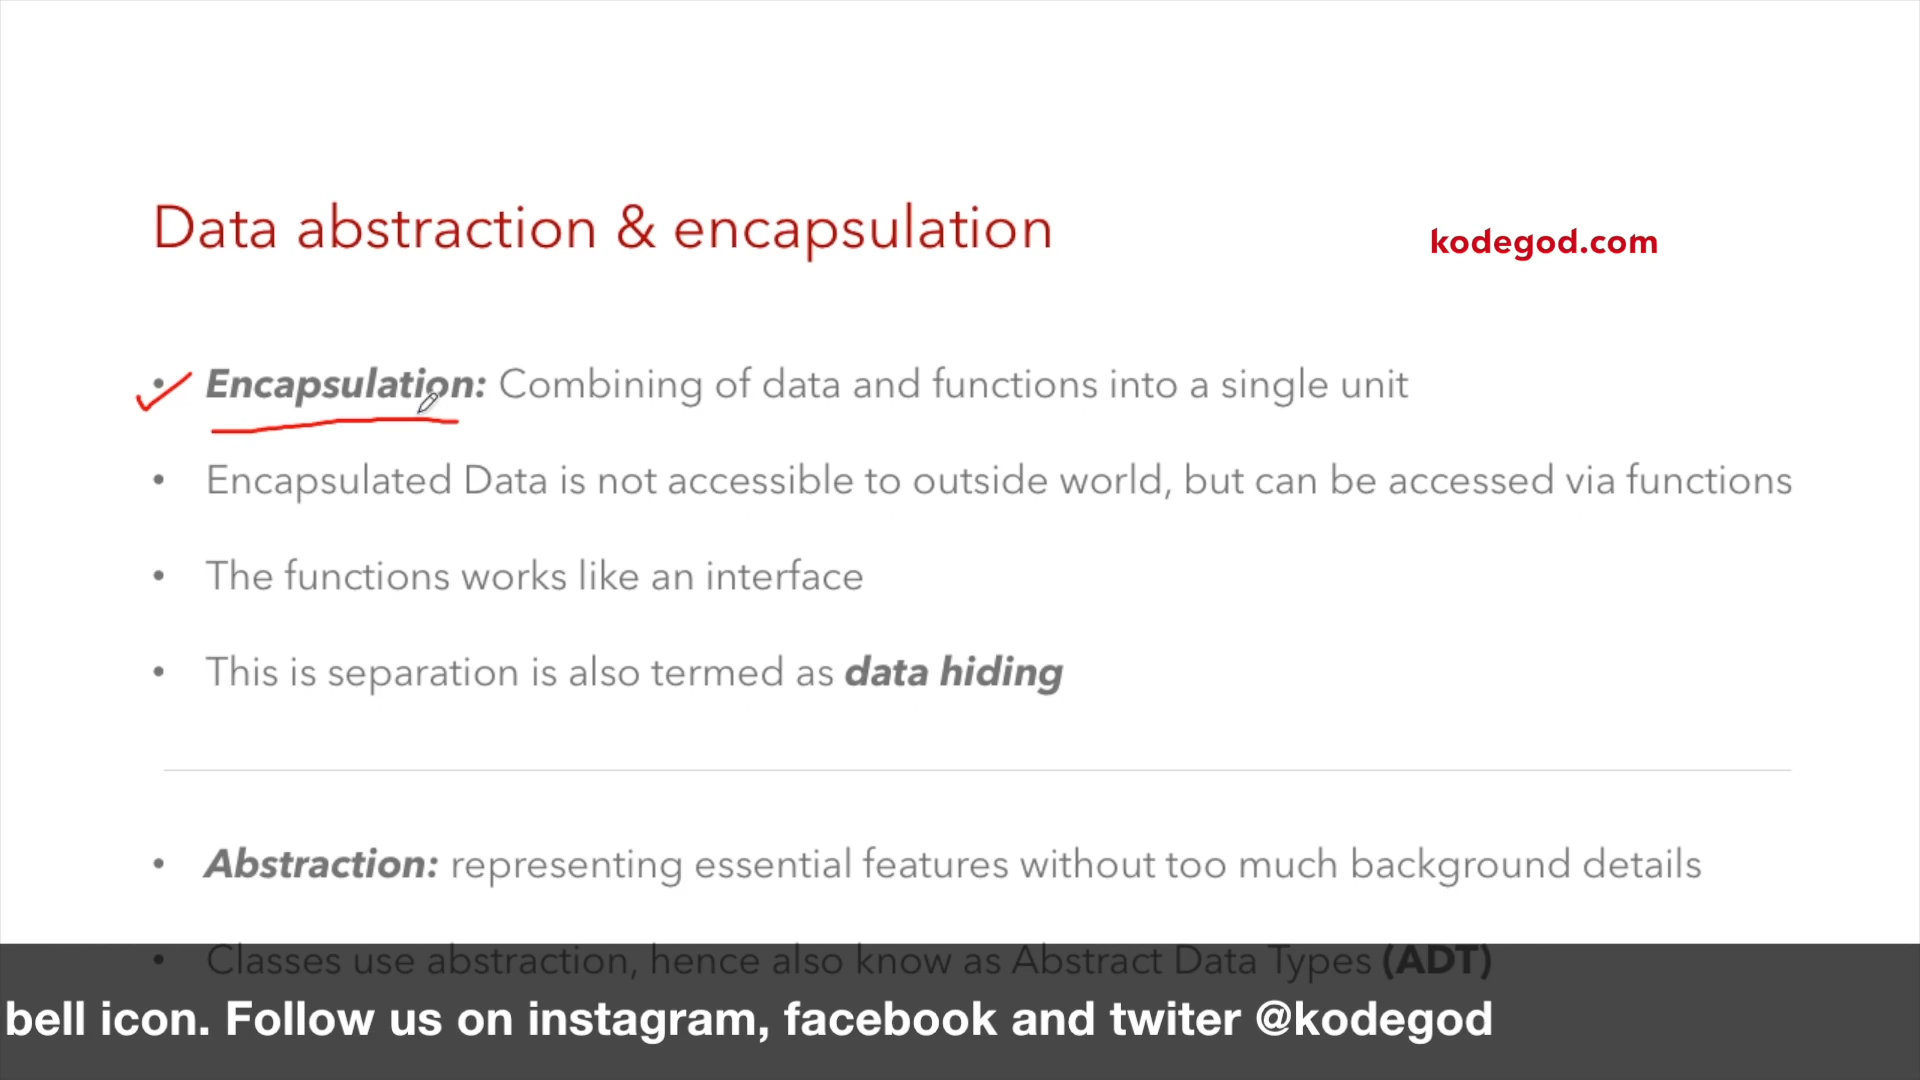 Data abstraction & encapsulation
kodegod.com
• Encapsulation: Combining of data and functions into a single unit
• Encapsulated Data is not accessible to outside world, but can be accessed via functions
• The functions works like an interface
• This is separation is also termed as data hiding
• Abstraction: representing essential features without too much background details
• Classes use abstraction, hence also know as Abstract Data Types (ADT)
bell icon. Follow us on instagram, facebook and twiter @kodegod